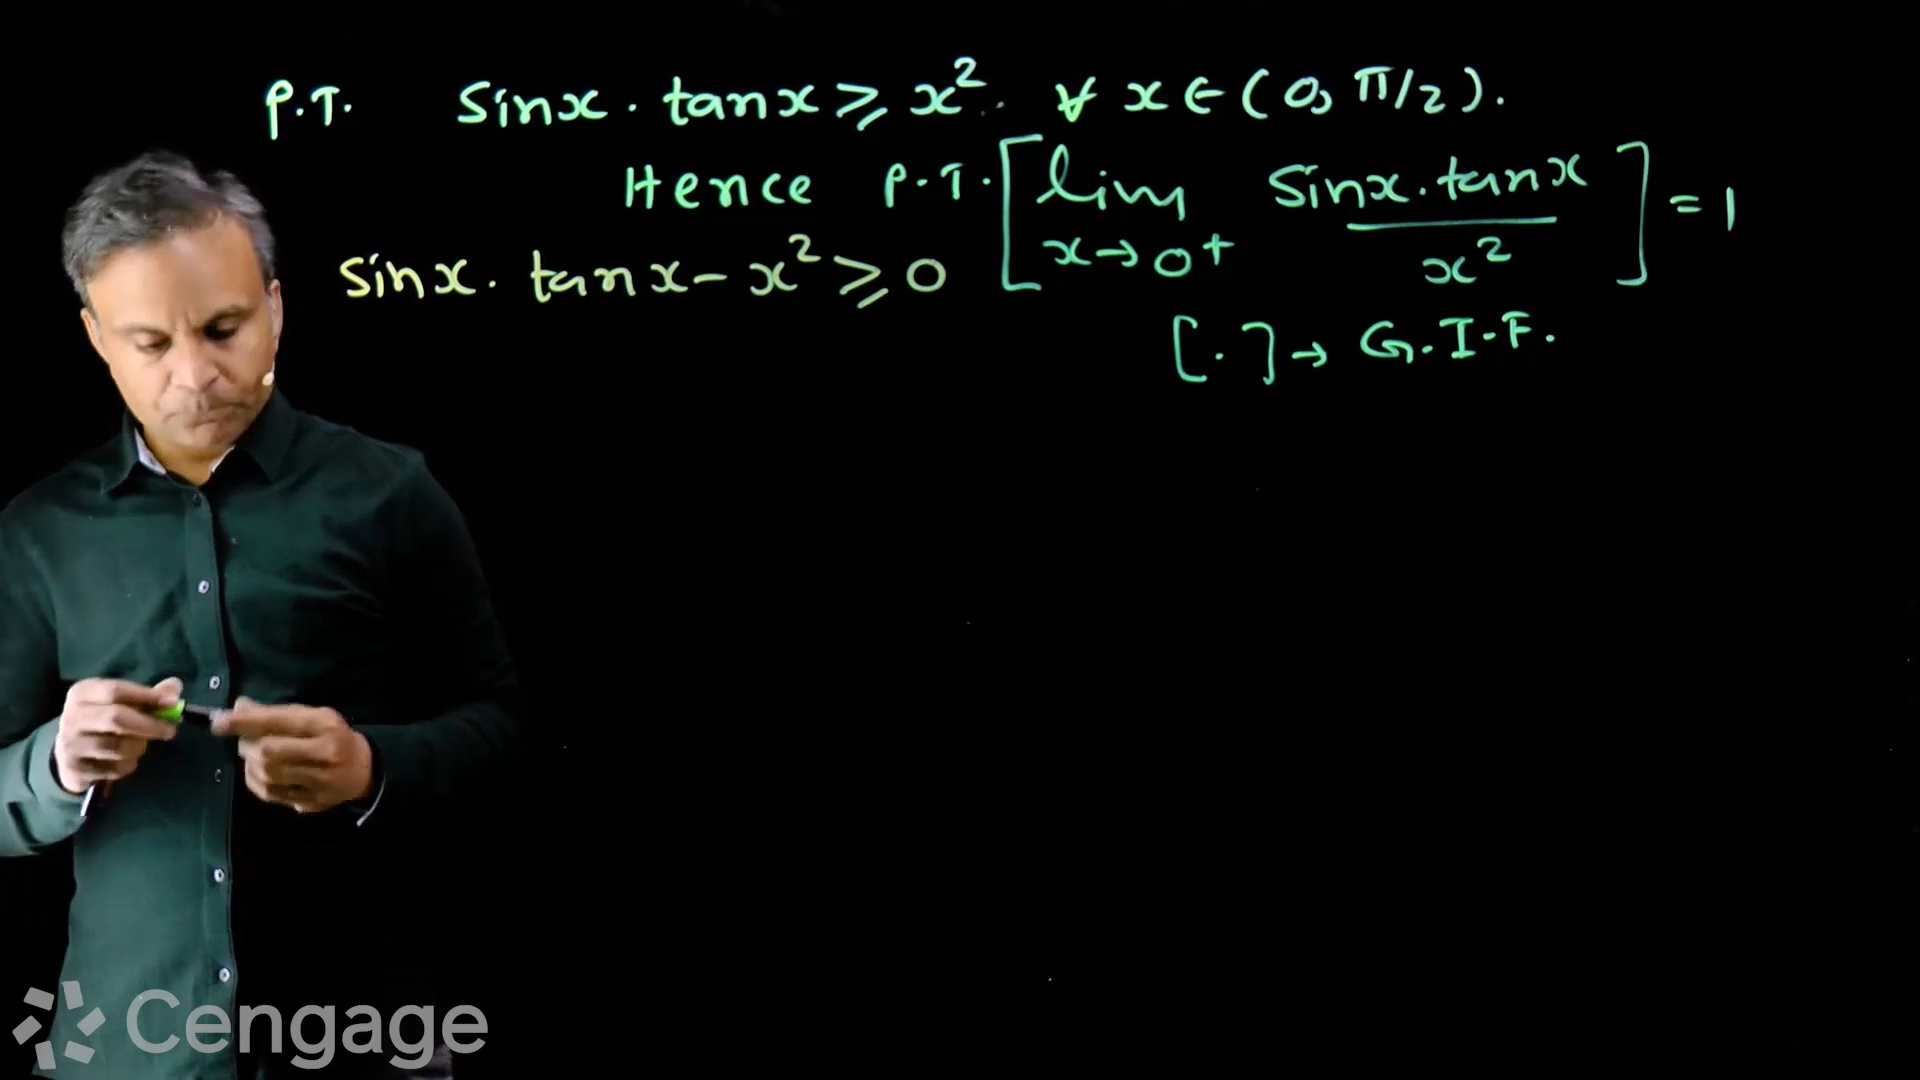 P.T. sinx . tanx ⩾ x². ∀ x ∈ (0, π/2).
Hence P.T. [ lim x→0+ sinx . tanx / x² ] = 1
sinx . tanx - x² ⩾ 0
[.] → G.I.F.
Cengage